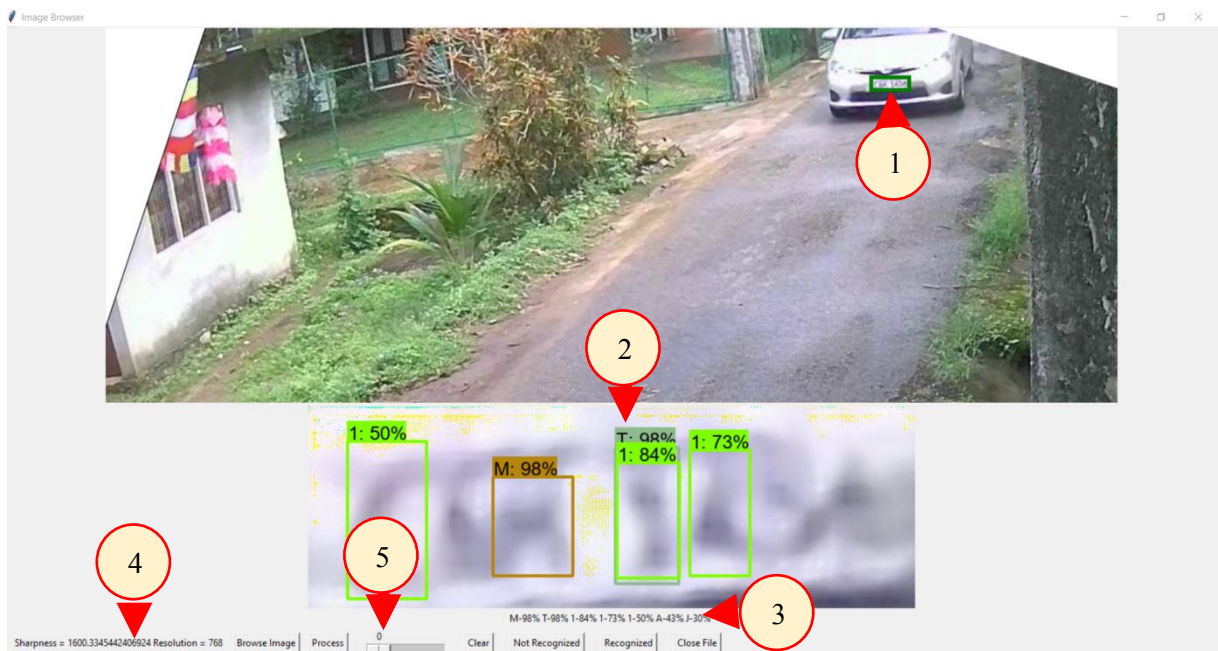 Image Browser
1
2
1: 50%
T: 98%
1: 84%
1: 73%
M: 98%
4
5
3
M-98% T-98% 1-84% 1-73% 1-50% A-43% J-30%
0
Sharpness = 1600.3345442406924 Resolution = 768 Browse Image Process Clear Not Recognized Recognized Close File